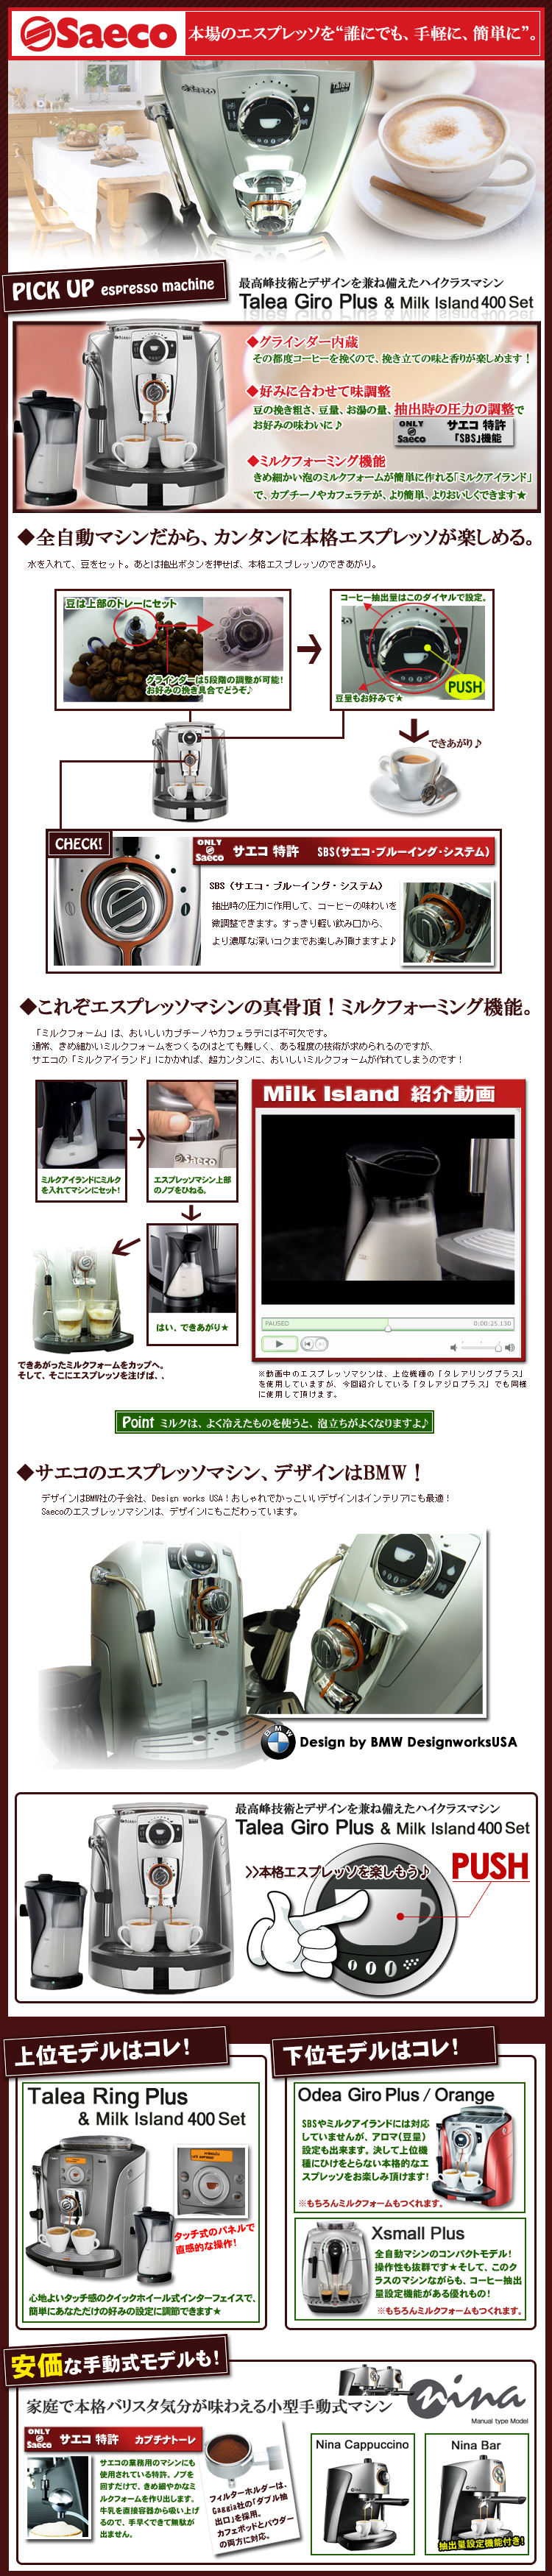 Saeco 本場のエスプレッソを“誰にでも、手軽に、簡単に”。
Saeco
Talea
PICK UP espresso machine
最高峰技術とデザインを兼ね備えたハイクラスマシン
Talea Giro Plus & Milk Island 400 Set
◆グラインダー内蔵
その都度コーヒーを挽くので、挽き立ての味と香りが楽しめます！
◆好みに合わせて味調整
豆の挽き粗さ、豆量、お湯の量、抽出時の圧力の調整で
お好みの味わいに♪
ONLY Saeco サエコ 特許 「SBS」機能
◆ミルクフォーミング機能
きめ細かい泡のミルクフォームが簡単に作れる「ミルクアイランド」
で、カプチーノやカフェラテが、より簡単、よりおいしくできます★
◆全自動マシンだから、カンタンに本格エスプレッソが楽しめる。
水を入れて、豆をセット。あとは抽出ボタンを押せば、本格エスプレッソのできあがり。
豆は上部のトレーにセット
グラインダーは5段階の調整が可能！
お好みの挽き具合でどうぞ♪
コーヒー抽出量はこのダイヤルで設定。
PUSH
豆量もお好みで★
できあがり♪
CHECK!
ONLY Saeco サエコ 特許 SBS（サエコ・ブルーイング・システム）
SBS（サエコ・ブルーイング・システム）
抽出時の圧力に作用して、コーヒーの味わいを
微調整できます。すっきり軽い飲み口から、
より濃厚な深いコクまでお楽しみ頂けますよ♪
◆これぞエスプレッソマシンの真骨頂！ミルクフォーミング機能。
「ミルクフォーム」は、おいしいカプチーノやカフェラテには不可欠です。
通常、きめ細かいミルクフォームをつくるのはとても難しく、ある程度の技術が求められるのですが、
サエコの「ミルクアイランド」にかかれば、超カンタンに、おいしいミルクフォームが作れてしまうのです！
ミルクアイランドにミルク
を入れてマシンにセット！
Saeco
エスプレッソマシン上部
のノブをひねる。
はい、できあがり★
できあがったミルクフォームをカップへ。
そして、そこにエスプレッソを注げば、、
Milk Island 紹介動画
PAUSED 0:00:25.130
※動画中のエスプレッソマシンは、上位機種の「タレアリングプラス」
を使用していますが、今回紹介している「タレアジロプラス」でも同様
に使用して頂けます。
Point ミルクは、よく冷えたものを使うと、泡立ちがよくなりますよ♪
◆サエコのエスプレッソマシン、デザインはBMW！
デザインはBMW社の子会社、Design works USA！おしゃれでかっこいいデザインはインテリアにも最適！
Saecoのエスプレッソマシンは、デザインにもこだわっています。
BMW Design by BMW DesignworksUSA
最高峰技術とデザインを兼ね備えたハイクラスマシン
Talea Giro Plus & Milk Island 400 Set
>>本格エスプレッソを楽しもう♪
PUSH
上位モデルはコレ！
Talea Ring Plus
& Milk Island 400 Set
タッチ式のパネルで
直感的な操作！
心地よいタッチ感のクイックホイール式インターフェイスで、
簡単にあなただけの好みの設定に調節できます★
下位モデルはコレ！
Odea Giro Plus / Orange
SBSやミルクアイランドには対応
していませんが、アロマ（豆量）
設定も出来ます。決して上位機
種にひけをとらない本格的なエ
スプレッソをお楽しみ頂けます！
※もちろんミルクフォームもつくれます。
Xsmall Plus
全自動マシンのコンパクトモデル！
操作性も抜群です★そして、このク
ラスのマシンながらも、コーヒー抽出
量設定機能がある優れもの！
※もちろんミルクフォームもつくれます。
安価な手動式モデルも！
家庭で本格バリスタ気分が味わえる小型手動式マシン
nina
Manual type Model
ONLY Saeco サエコ 特許 カプチナトーレ
サエコの業務用のマシンにも
使用されている特許。ノブを
回すだけで、きめ細やかなミ
ルクフォームを作り出します。
牛乳を直接容器から吸い上げ
るので、手早くできて無駄が
出ません。
フィルターホルダーは、
Gaggia社の「ダブル抽
出口」を採用。
カフェポッドとパウダー
の両方に対応。
Nina Cappuccino
Nina Bar
抽出量設定機能付き！